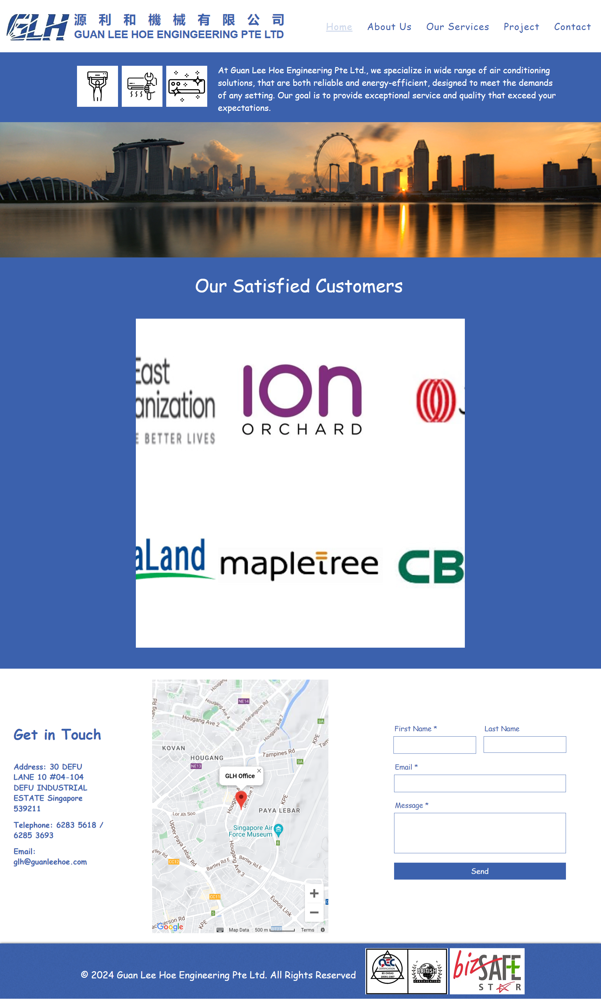 GLH
源利和機械有限公司
GUAN LEE HOE ENGINGEERING PTE LTD
Home About Us Our Services Project Contact
At Guan Lee Hoe Engineering Pte Ltd., we specialize in wide range of air conditioning
solutions, that are both reliable and energy-efficient, designed to meet the demands
of any setting. Our goal is to provide exceptional service and quality that exceed your
expectations.
Our Satisfied Customers
East
anization
E BETTER LIVES
ion
ORCHARD
aLand
mapletree
CB
Get in Touch
Address: 30 DEFU
LANE 10 #04-104
DEFU INDUSTRIAL
ESTATE Singapore
539211
Telephone: 6283 5618 /
6285 3693
Email:
glh@guanleehoe.com
Hougang
NE14
Hougang Ave 4
Upper Serangoon Rd
Hougang Ave 2
Hougang Ave 7
9A
KPE
KOVAN
HOUGANG
Tampines Rd
NE13
9A
GLH Office
Defu Ave 1
KPE
PAYA LEBAR
Lor Ah Soo
Singapore Air
Force Museum
6
Upper Paya Lebar Rd
Hougang Ave 3
artley Rd
CC12
Bartley Rd E
Bartley Rd E
CC11
Eunos Link
5
KPE
acPherson Rd
Google
Map Data 500 m Terms
DT27
First Name * Last Name
Email *
Message *
Send
© 2024 Guan Lee Hoe Engineering Pte Ltd. All Rights Reserved
QEC
CERTIFICATION
BS OHSAS
18001:2007
BRITISH
CERTIFICATION
bizSAFE
STAR